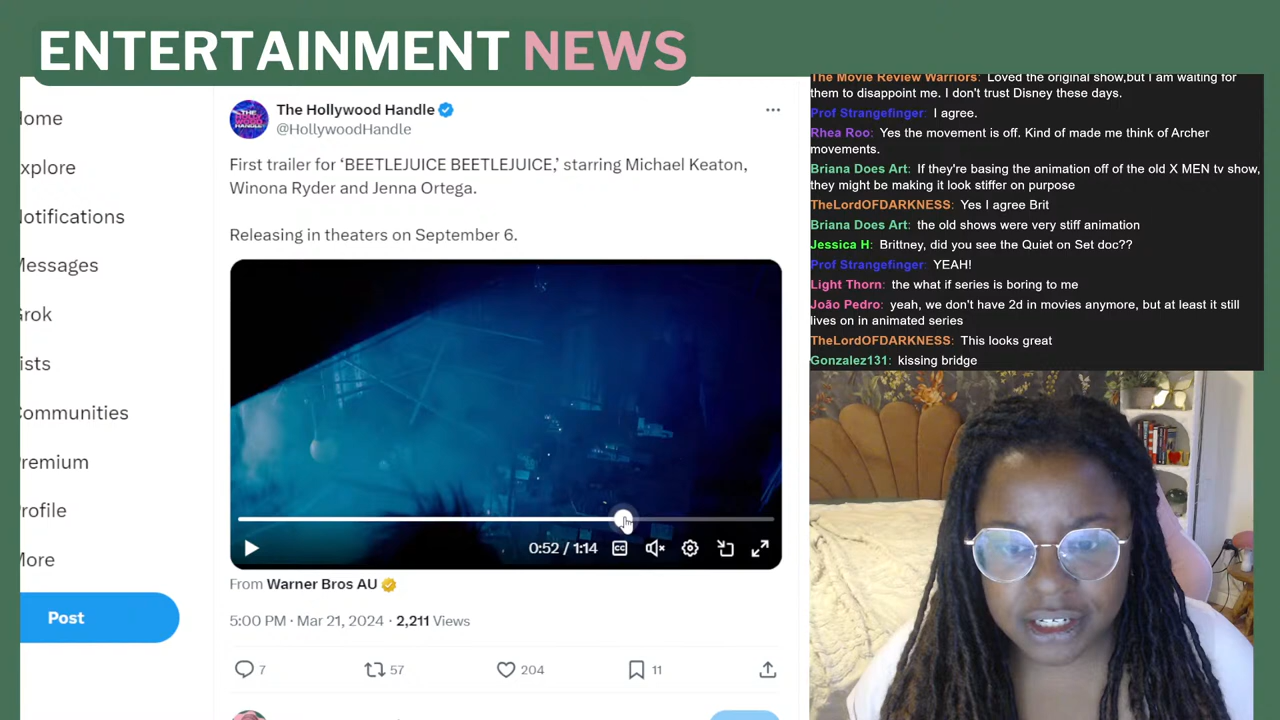 ENTERTAINMENT NEWS
ome
xplore
otifications
essages
rok
ists
ommunities
remium
rofile
ore
Post
The Hollywood Handle
@HollywoodHandle
First trailer for ‘BEETLEJUICE BEETLEJUICE,’ starring Michael Keaton,
Winona Ryder and Jenna Ortega.
Releasing in theaters on September 6.
0:52 / 1:14
CC
From Warner Bros AU
5:00 PM · Mar 21, 2024 · 2,211 Views
7
57
204
11
The Movie Review Warriors: Loved the original show,but I am waiting for
them to disappoint me. I don't trust Disney these days.
Prof Strangefinger: I agree.
Rhea Roo: Yes the movement is off. Kind of made me think of Archer
movements.
Briana Does Art: If they're basing the animation off of the old X MEN tv show,
they might be making it look stiffer on purpose
TheLordOFDARKNESS: Yes I agree Brit
Briana Does Art: the old shows were very stiff animation
Jessica H: Brittney, did you see the Quiet on Set doc??
Prof Strangefinger: YEAH!
Light Thorn: the what if series is boring to me
João Pedro: yeah, we don't have 2d in movies anymore, but at least it still
lives on in animated series
TheLordOFDARKNESS: This looks great
Gonzalez131: kissing bridge